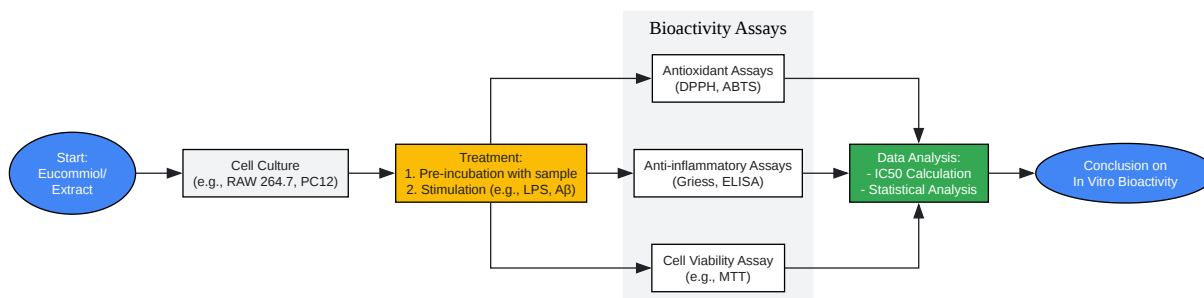 Bioactivity Assays
Start:
Eucommiol/
Extract
Cell Culture
(e.g., RAW 264.7, PC12)
Treatment:
1. Pre-incubation with sample
2. Stimulation (e.g., LPS, Aβ)
Antioxidant Assays
(DPPH, ABTS)
Anti-inflammatory Assays
(Griess, ELISA)
Cell Viability Assay
(e.g., MTT)
Data Analysis:
- IC50 Calculation
- Statistical Analysis
Conclusion on
In Vitro Bioactivity